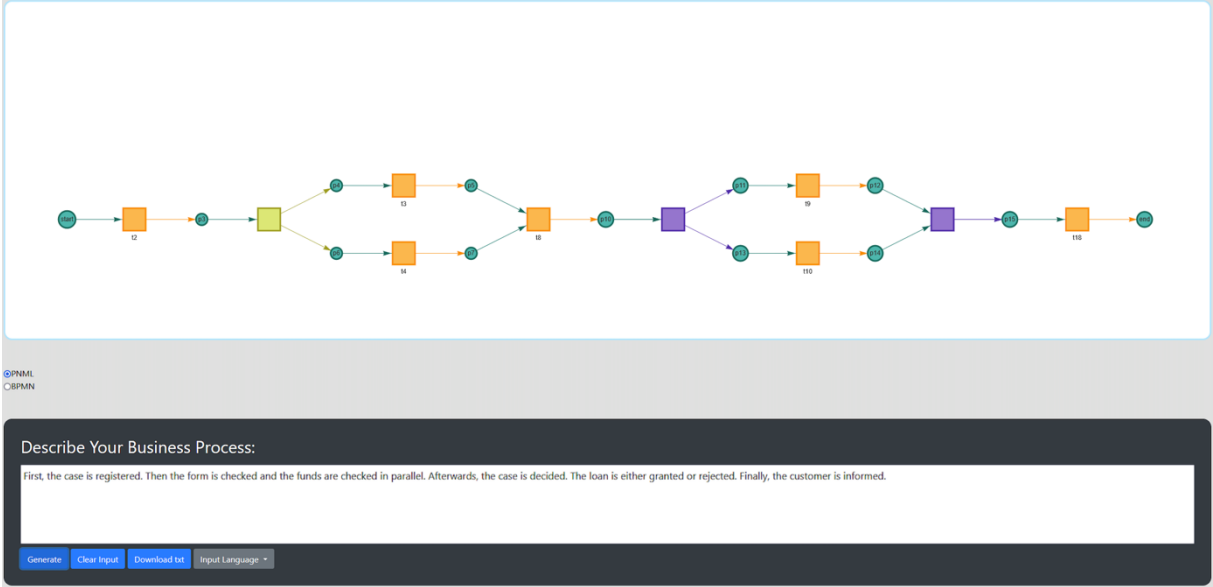 start
t2
p3
p4
t3
p5
p6
t4
p7
t8
p10
p11
t9
p12
p13
t10
p14
p15
t18
end
PNML
BPMN
Describe Your Business Process:
First, the case is registered. Then the form is checked and the funds are checked in parallel. Afterwards, the case is decided. The loan is either granted or rejected. Finally, the customer is informed.
Generate Clear Input Download txt Input Language